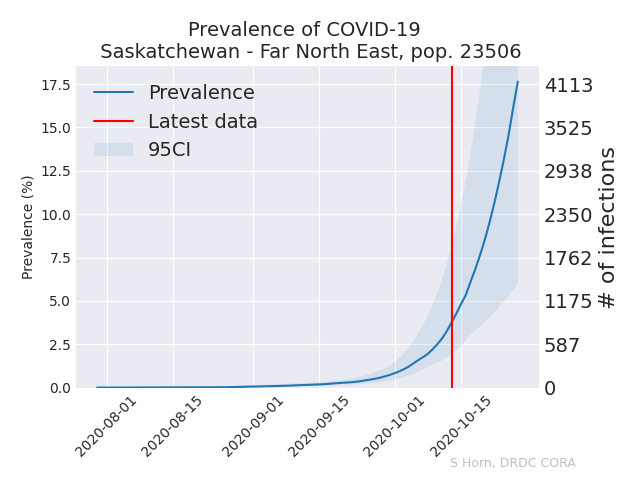 Prevalence of COVID-19
Saskatchewan - Far North East, pop. 23506
Prevalence
Latest data
95CI
Prevalence (%)
17.5
15.0
12.5
10.0
7.5
5.0
2.5
0.0
4113
3525
2938
2350
1762
1175
587
0
# of infections
2020-08-01
2020-08-15
2020-09-01
2020-09-15
2020-10-01
2020-10-15
S Horn, DRDC CORA